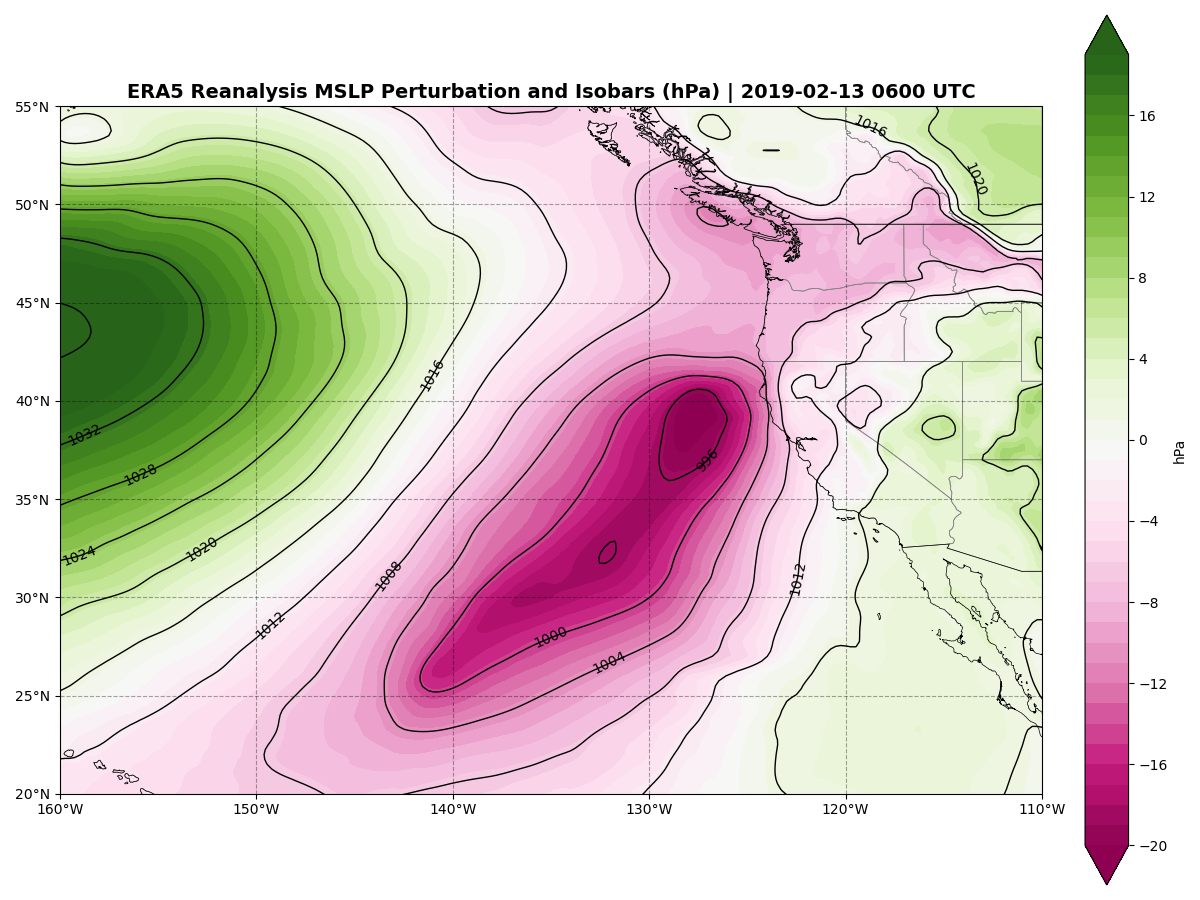 ERA5 Reanalysis MSLP Perturbation and Isobars (hPa) | 2019-02-13 0600 UTC
55°N
50°N
45°N
40°N
35°N
30°N
25°N
20°N
160°W
150°W
140°W
130°W
120°W
110°W
1016
1020
1016
1032
1028
1024
1020
1012
1008
996
1000
1004
1012
16
12
8
4
0
−4
−8
−12
−16
−20
hPa